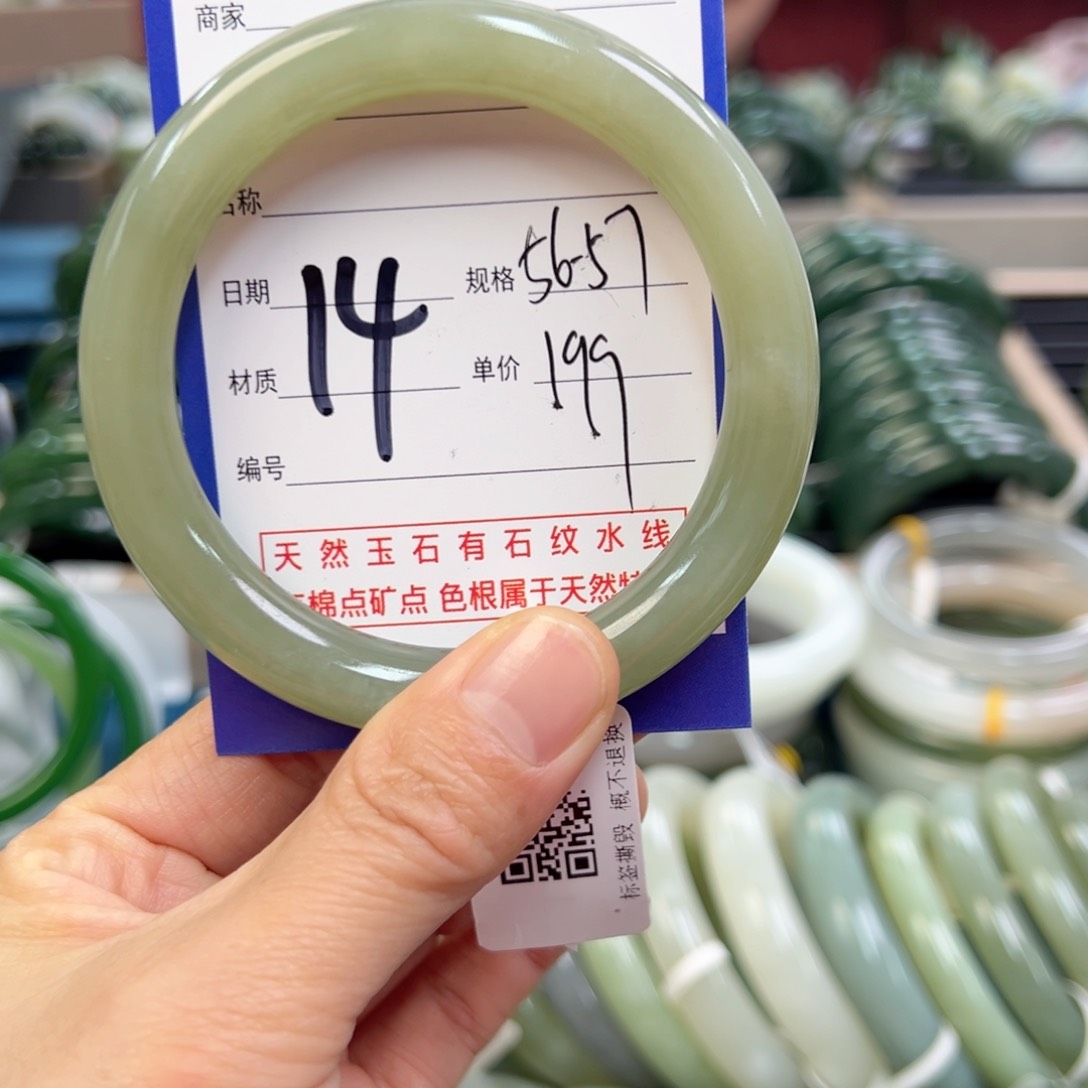 商家
名称
日期 14 规格 56-57
材质 单价 199
编号
天然玉石有石纹水线
棉点矿点 色根属于天然特
标签撕毁 概不退换